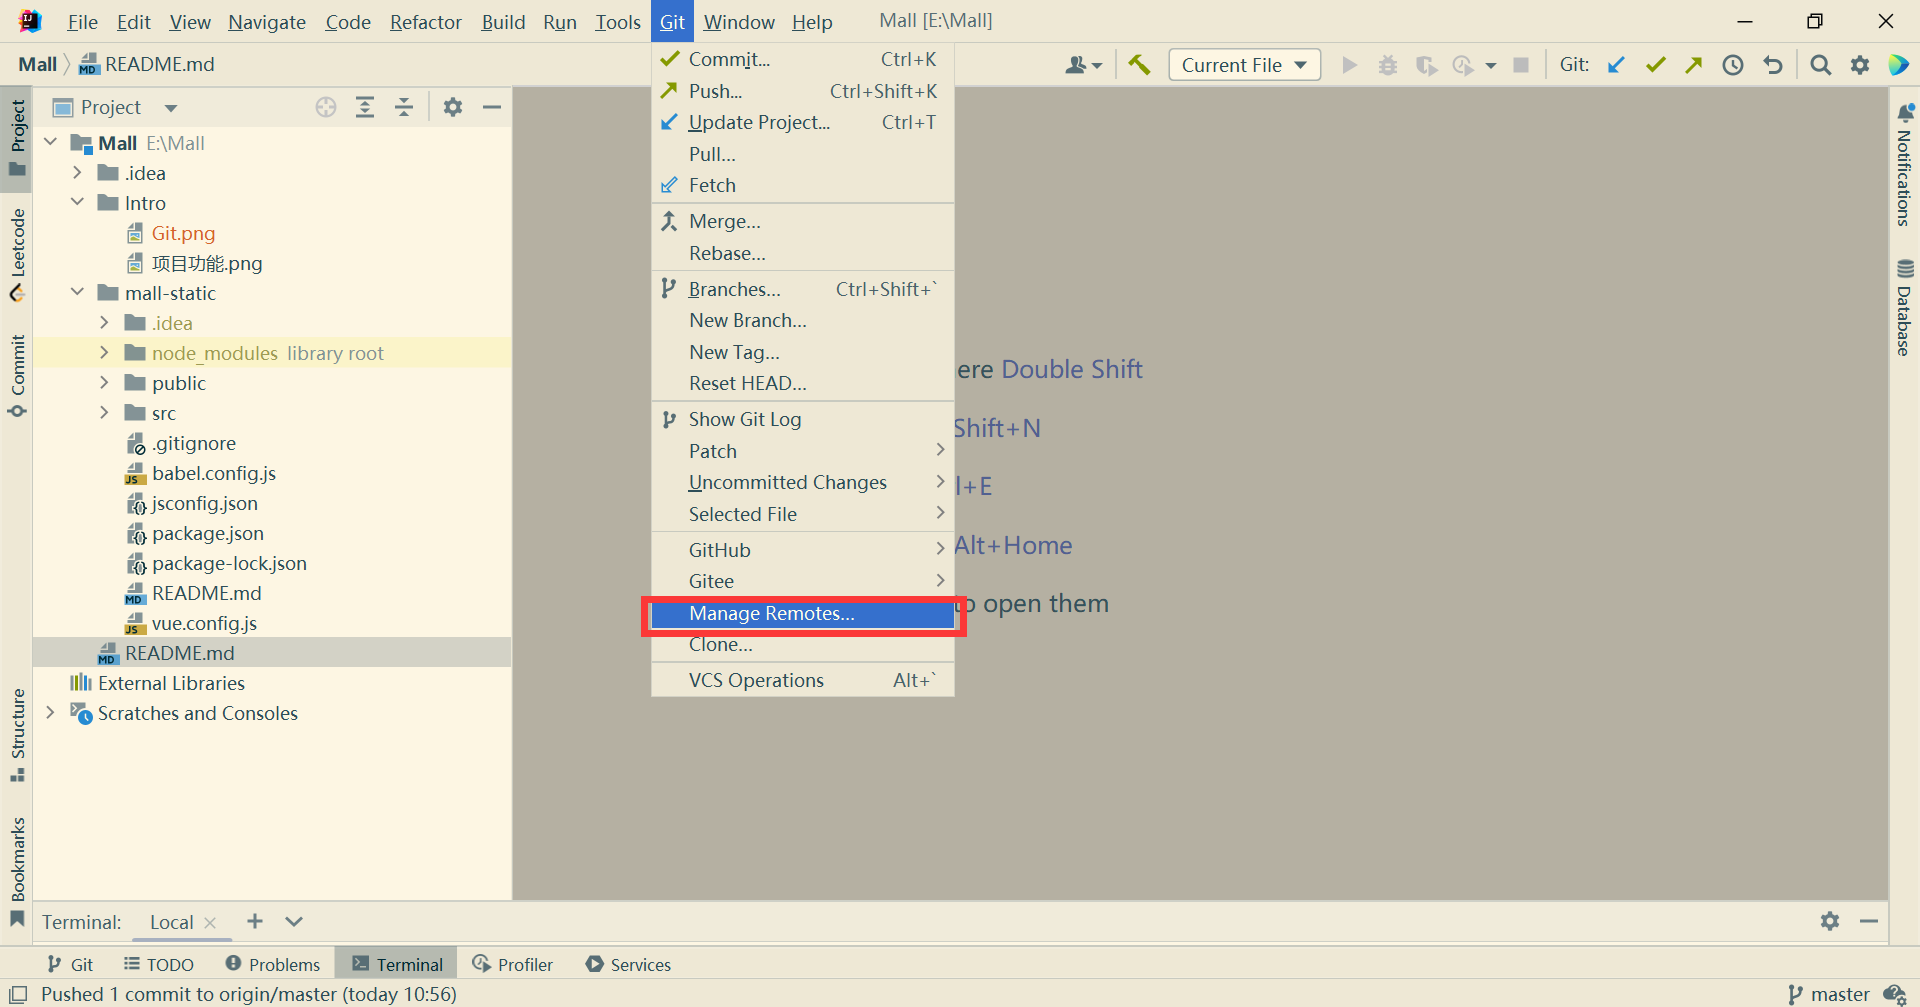 File Edit View Navigate Code Refactor Build Run Tools Git Window Help Mall [E:\Mall]
Mall README.md
Current File
Git:
Project
Leetcode
Commit
Structure
Bookmarks
Project
Mall E:\Mall
.idea
Intro
Git.png
项目功能.png
mall-static
.idea
node_modules library root
public
src
.gitignore
babel.config.js
jsconfig.json
package.json
package-lock.json
README.md
vue.config.js
README.md
External Libraries
Scratches and Consoles
Commit... Ctrl+K
Push... Ctrl+Shift+K
Update Project... Ctrl+T
Pull...
Fetch
Merge...
Rebase...
Branches... Ctrl+Shift+`
New Branch...
New Tag...
Reset HEAD...
Show Git Log
Patch
Uncommitted Changes
Selected File
GitHub
Gitee
Manage Remotes...
Clone...
VCS Operations Alt+`
ere Double Shift
Shift+N
l+E
Alt+Home
to open them
Notifications
Database
Terminal: Local
Git TODO Problems Terminal Profiler Services
Pushed 1 commit to origin/master (today 10:56)
master